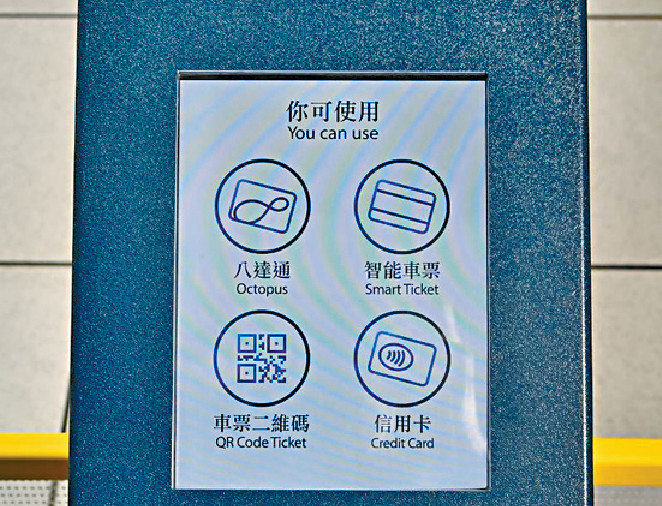 你可使用
You can use
八達通
Octopus
智能車票
Smart Ticket
車票二維碼
QR Code Ticket
信用卡
Credit Card